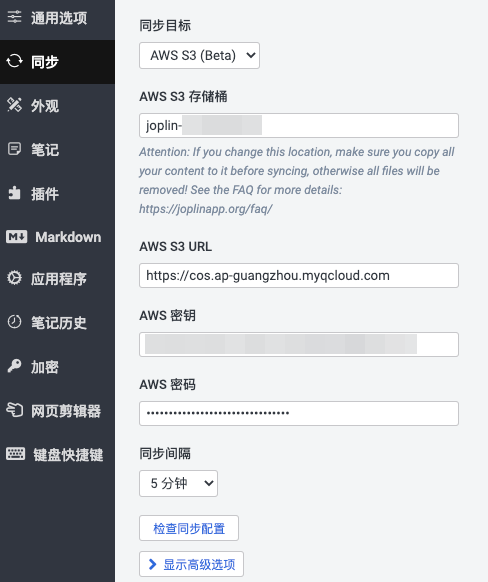 通用选项
同步
外观
笔记
插件
Markdown
应用程序
笔记历史
加密
网页剪辑器
键盘快捷键
同步目标
AWS S3 (Beta)
AWS S3 存储桶
joplin-
Attention: If you change this location, make sure you copy all
your content to it before syncing, otherwise all files will be
removed! See the FAQ for more details:
https://joplinapp.org/faq/
AWS S3 URL
https://cos.ap-guangzhou.myqcloud.com
AWS 密钥
AWS 密码
同步间隔
5 分钟
检查同步配置
显示高级选项